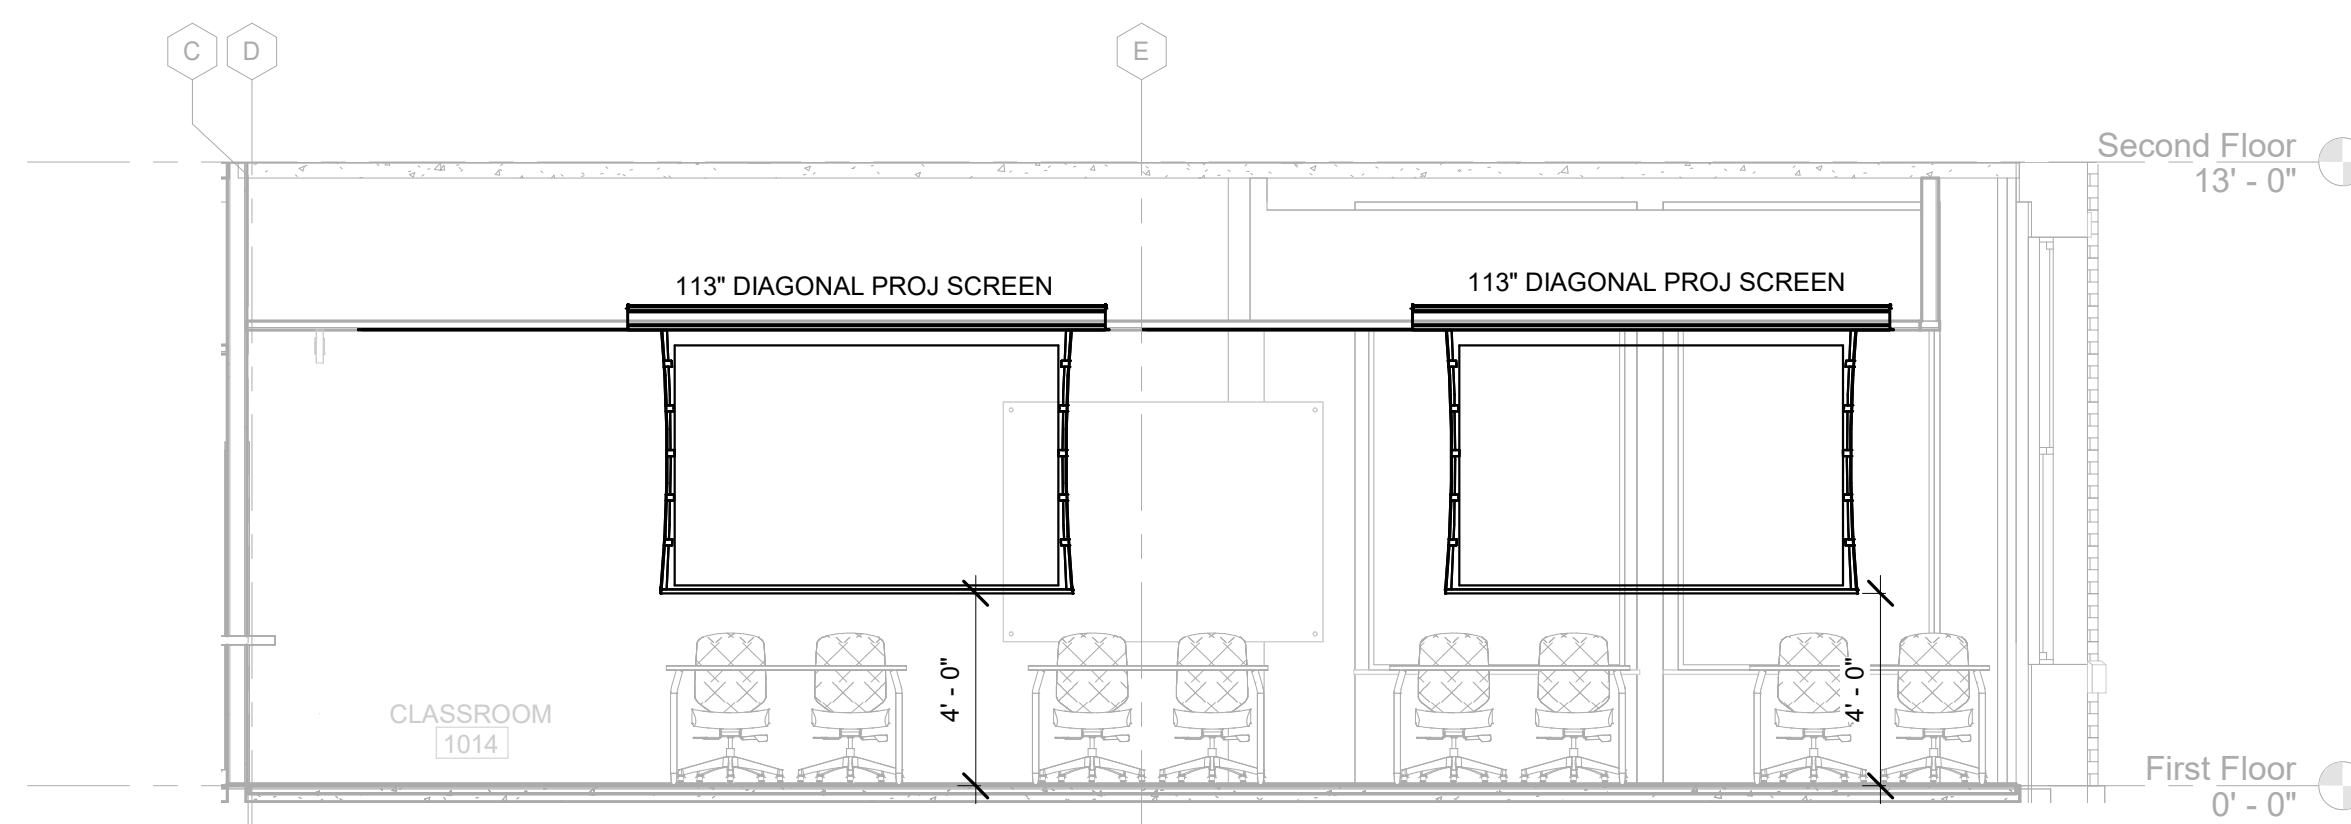 C
D
E
Second Floor
13' - 0"
113" DIAGONAL PROJ SCREEN
113" DIAGONAL PROJ SCREEN
4' - 0"
4' - 0"
CLASSROOM
1014
First Floor
0' - 0"